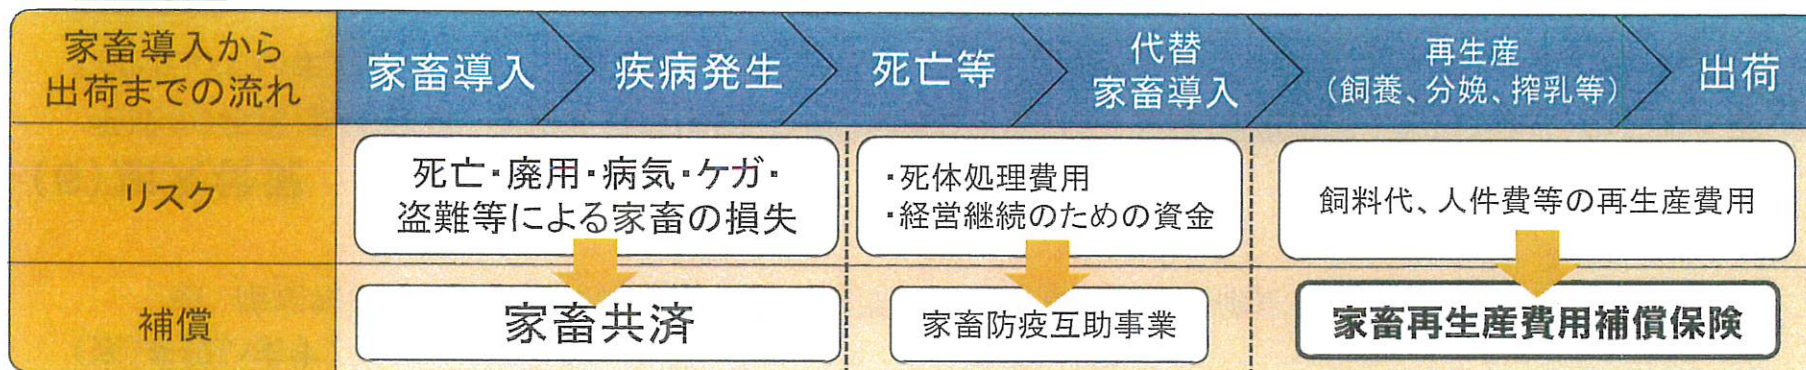 家畜導入から
出荷までの流れ
家畜導入
疾病発生
死亡等
代替
家畜導入
再生産
(飼養、分娩、搾乳等)
出荷
リスク
死亡・廃用・病気・ケガ・
盗難等による家畜の損失
・死体処理費用
・経営継続のための資金
飼料代、人件費等の再生産費用
補償
家畜共済
家畜防疫互助事業
家畜再生産費用補償保険